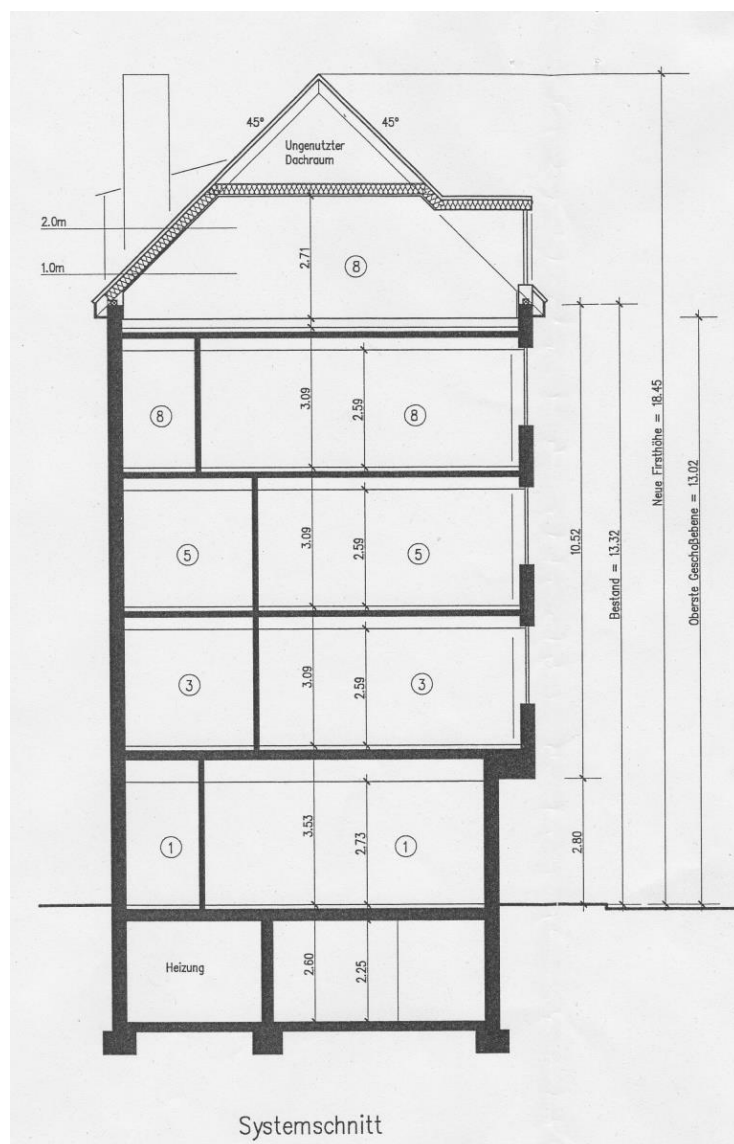 45°
45°
Ungenutzter
Dachraum
2.0m
1.0m
2.71
8
8
3.09
2.59
8
5
3.09
2.59
5
3
3.09
2.59
3
1
3.53
2.73
1
Heizung
2.60
2.25
10.52
2.80
Bestand = 13.32
Neue Firsthöhe = 18.45
Oberste Geschoßebene = 13.02
Systemschnitt